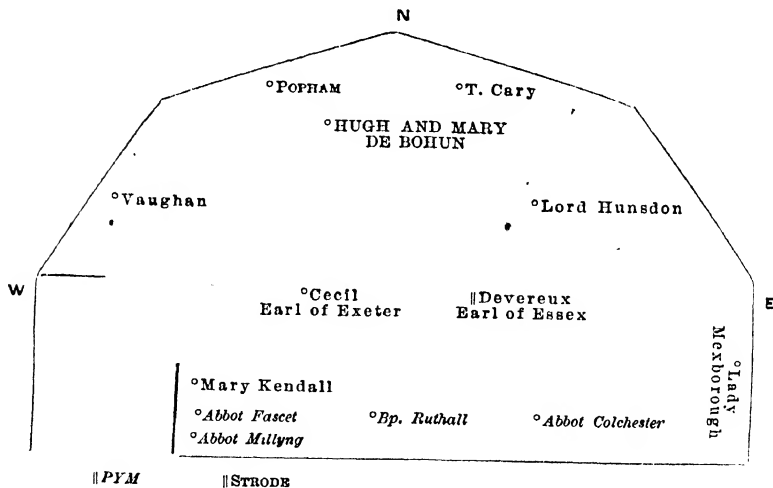 N
°POPHAM
°T. Cary
°HUGH AND MARY
DE BOHUN
°Vaughan
°Lord Hunsdon
W
°Cecil
Earl of Exeter
||Devereux
Earl of Essex
E
°Lady
Mexborough
°Mary Kendall
°Abbot Fascet
°Bp. Ruthall
°Abbot Colchester
°Abbot Millyng
||PYM
||STRODE